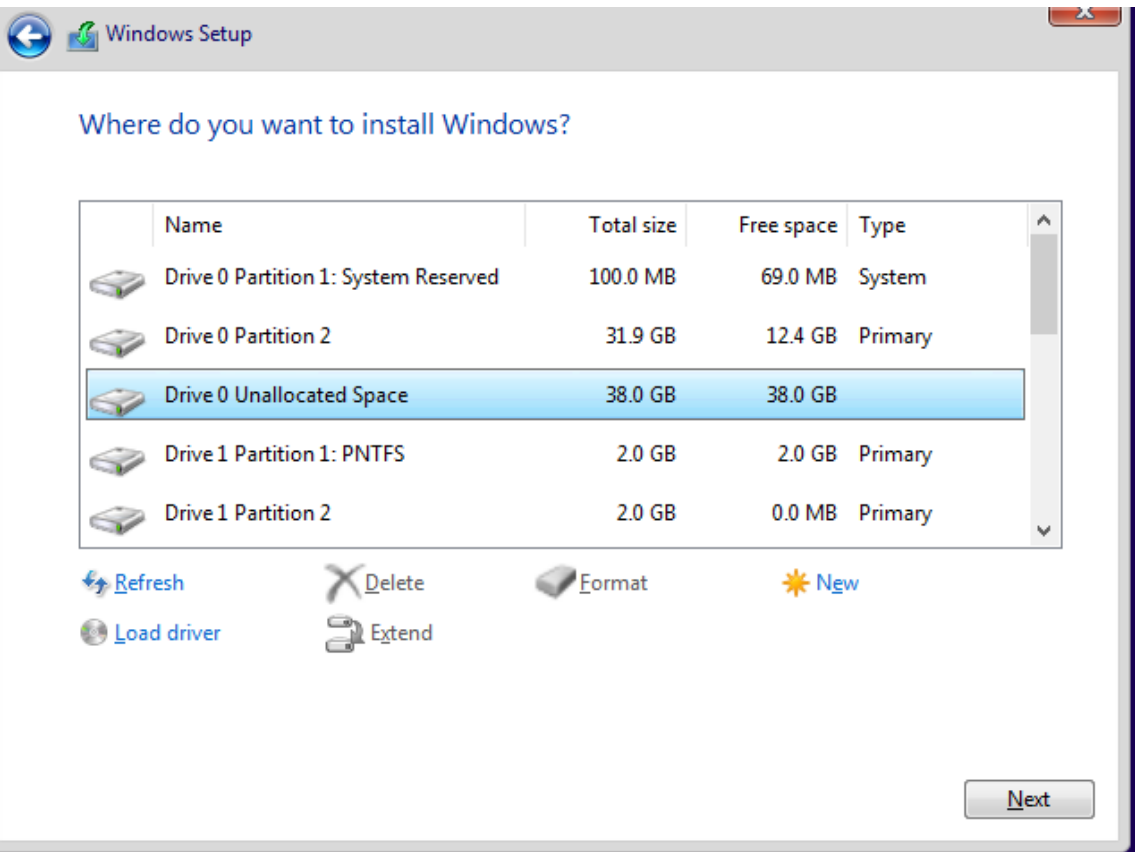 Windows Setup
Where do you want to install Windows?
Name Total size Free space Type
Drive 0 Partition 1: System Reserved 100.0 MB 69.0 MB System
Drive 0 Partition 2 31.9 GB 12.4 GB Primary
Drive 0 Unallocated Space 38.0 GB 38.0 GB
Drive 1 Partition 1: PNTFS 2.0 GB 2.0 GB Primary
Drive 1 Partition 2 2.0 GB 0.0 MB Primary
Refresh Delete Format New
Load driver Extend
Next